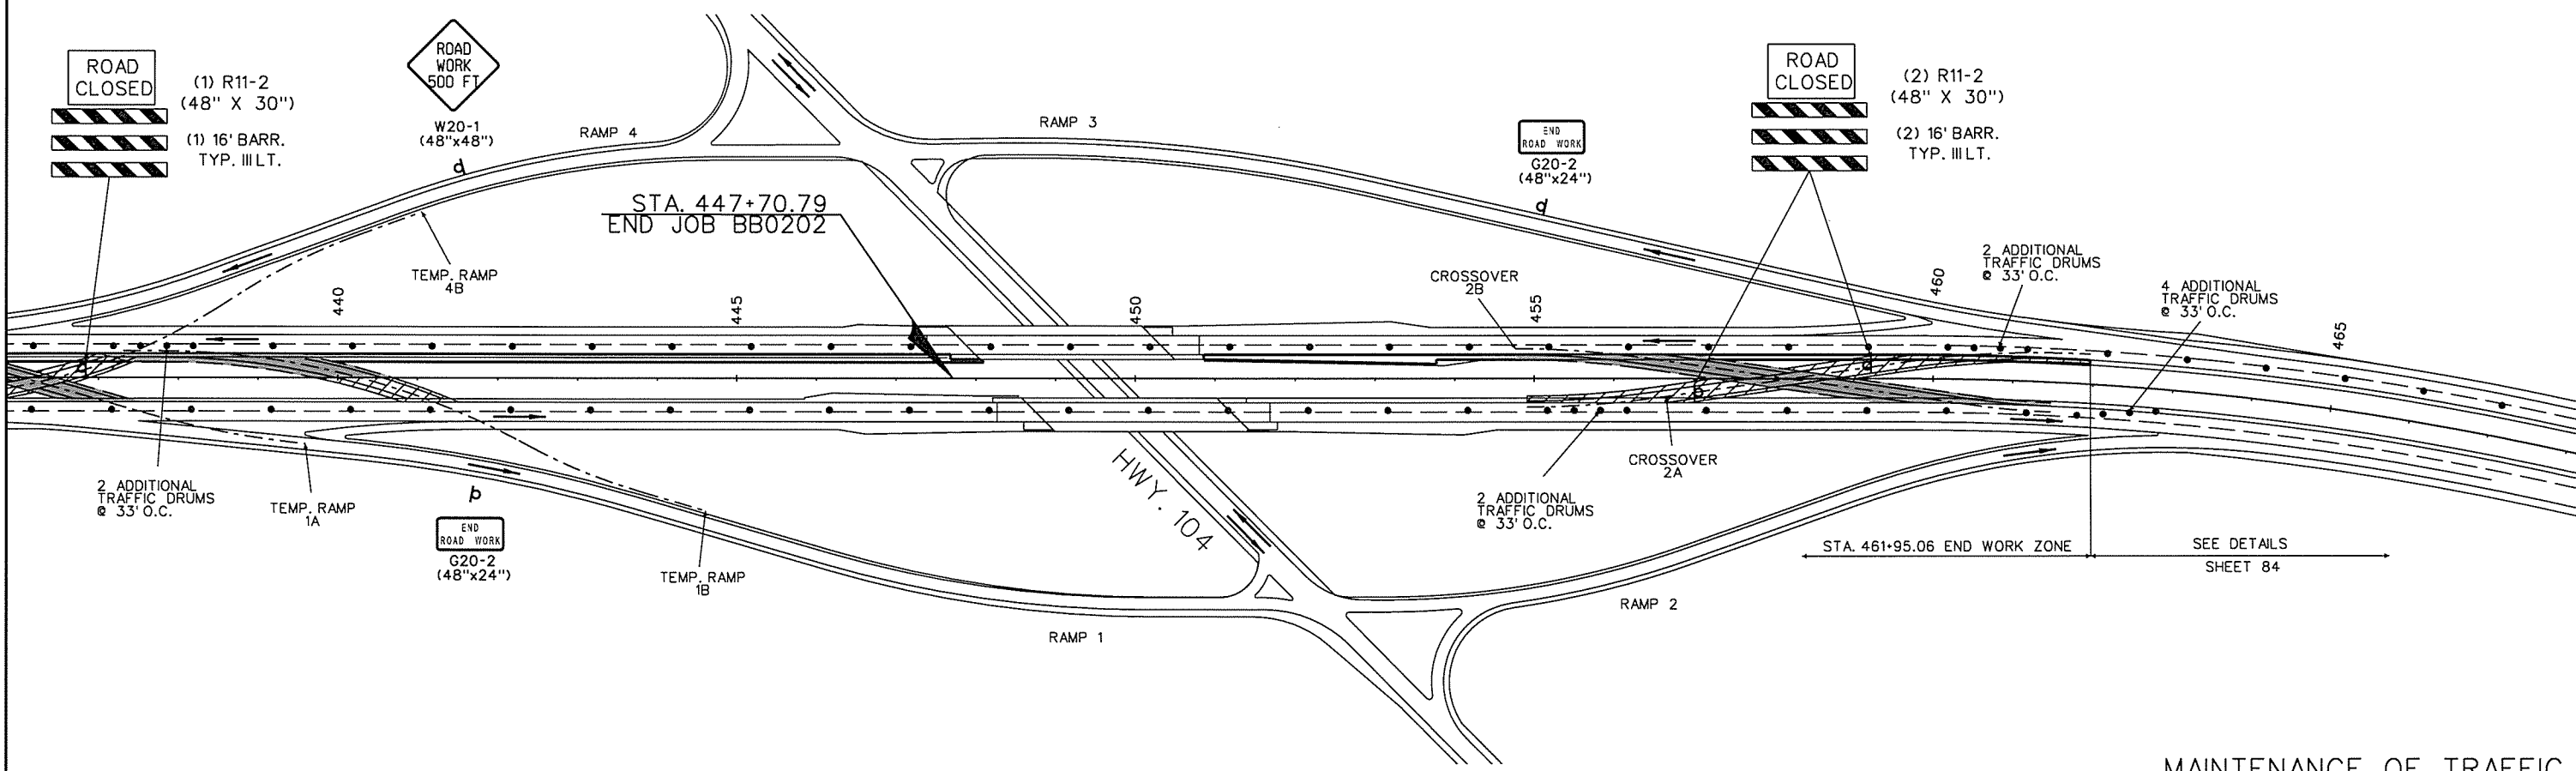 ROAD
CLOSED
(1) R11-2
(48" X 30")
(1) 16' BARR.
TYP. III LT.
ROAD
WORK
500 FT
W20-1
(48"x48")
d
RAMP 4
RAMP 3
END
ROAD WORK
G20-2
(48"x24")
d
ROAD
CLOSED
(2) R11-2
(48" X 30")
(2) 16' BARR.
TYP. III LT.
STA. 447+70.79
END JOB BB0202
TEMP. RAMP
4B
CROSSOVER
2B
2 ADDITIONAL
TRAFFIC DRUMS
@ 33' O.C.
4 ADDITIONAL
TRAFFIC DRUMS
@ 33' O.C.
440
445
450
455
460
465
2 ADDITIONAL
TRAFFIC DRUMS
@ 33' O.C.
TEMP. RAMP
1A
p
END
ROAD WORK
G20-2
(48"x24")
TEMP. RAMP
1B
HWY. 104
2 ADDITIONAL
TRAFFIC DRUMS
@ 33' O.C.
CROSSOVER
2A
STA. 461+95.06 END WORK ZONE
SEE DETAILS
SHEET 84
RAMP 1
RAMP 2
MAINTENANCE OF TRAFFIC